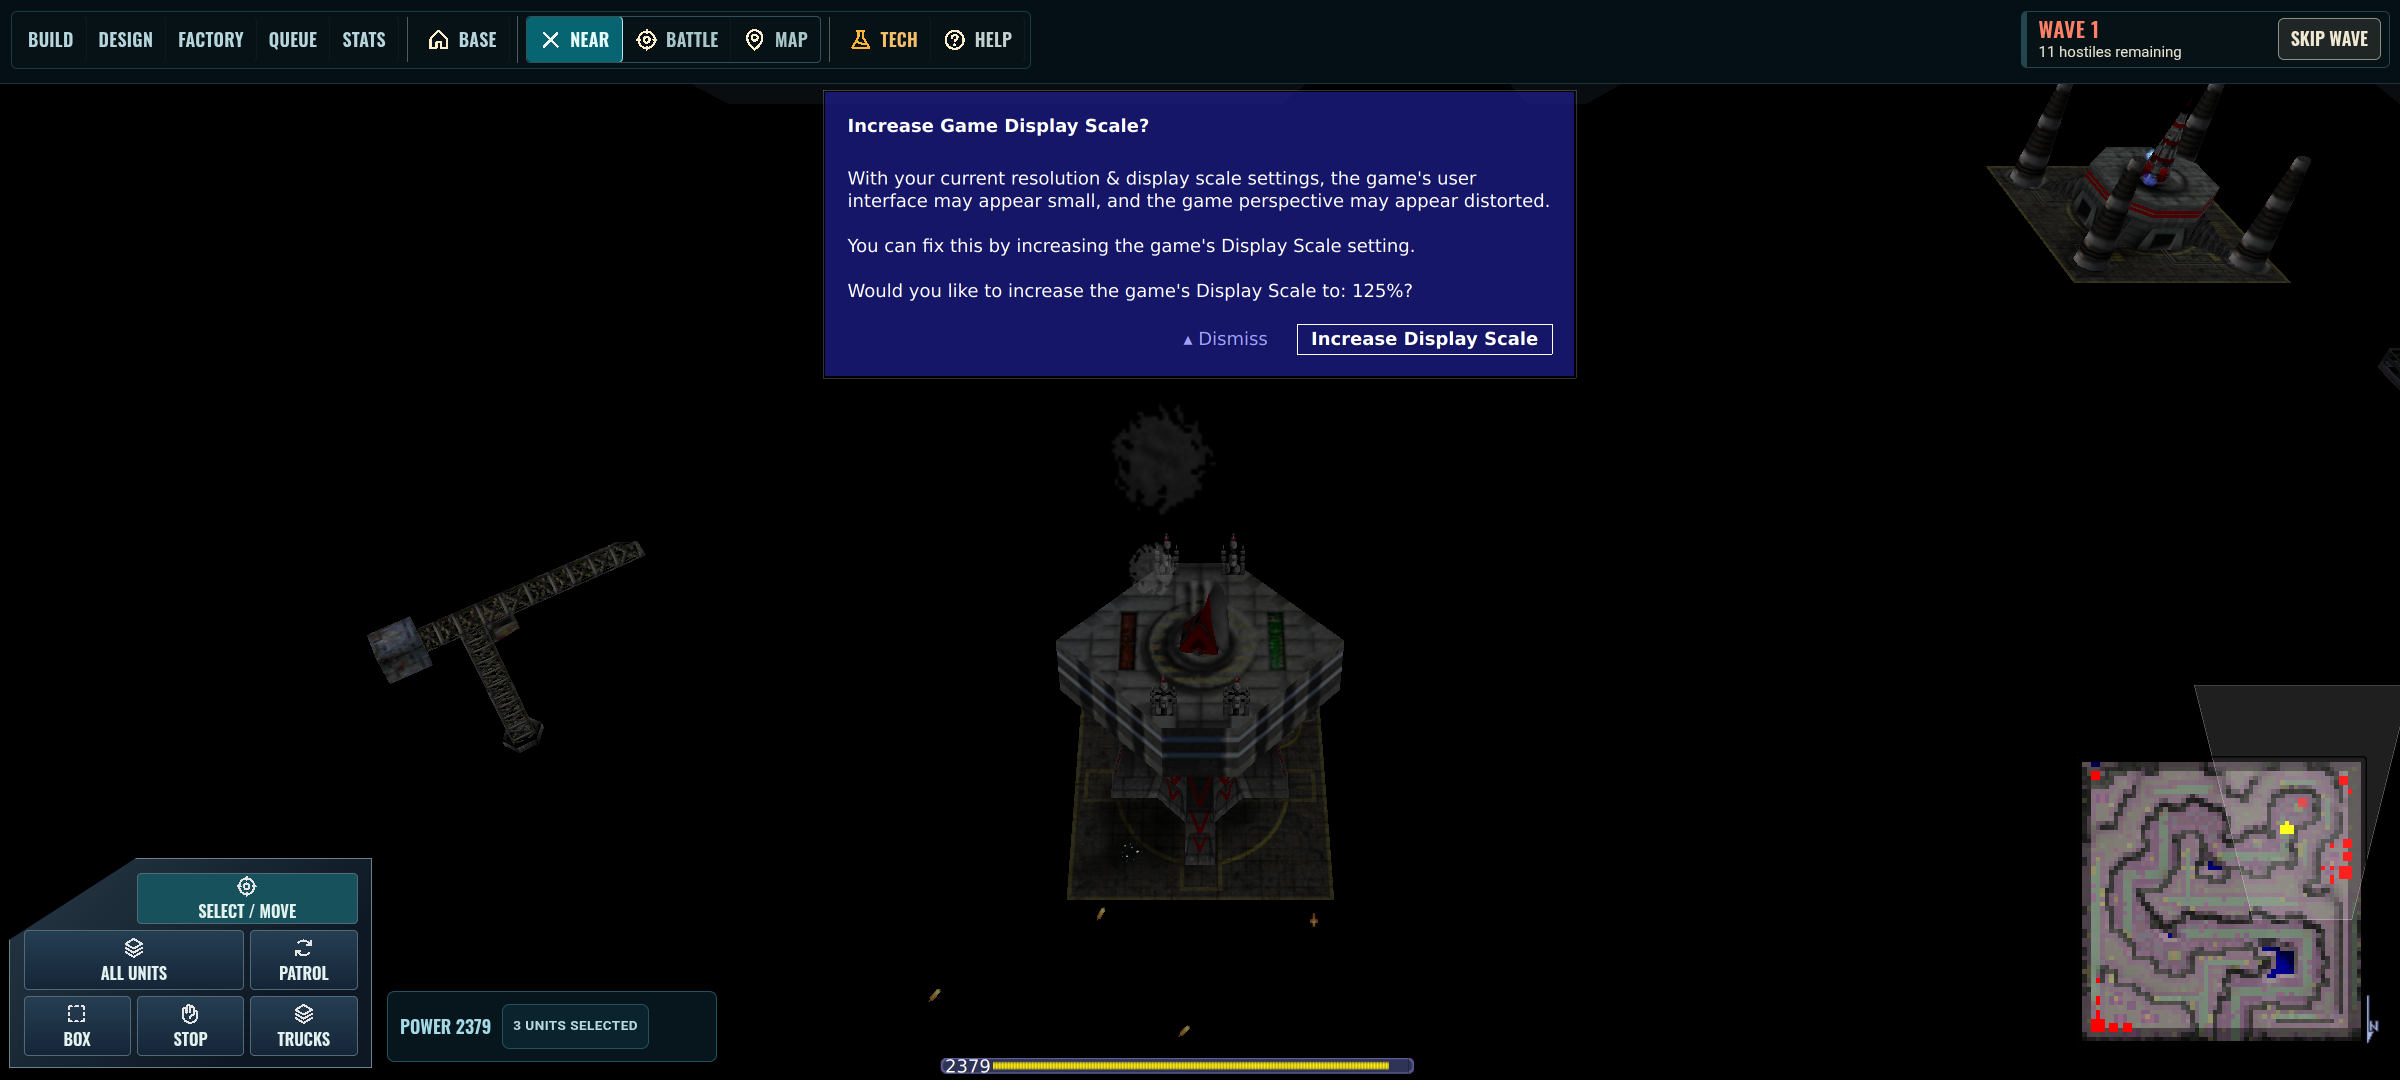 BUILD DESIGN FACTORY QUEUE STATS BASE NEAR BATTLE MAP TECH HELP
WAVE 1
11 hostiles remaining
SKIP WAVE
Increase Game Display Scale?
With your current resolution & display scale settings, the game's user
interface may appear small, and the game perspective may appear distorted.
You can fix this by increasing the game's Display Scale setting.
Would you like to increase the game's Display Scale to: 125%?
Dismiss Increase Display Scale
SELECT / MOVE
ALL UNITS PATROL
BOX STOP TRUCKS
POWER 2379 3 UNITS SELECTED
2379
N